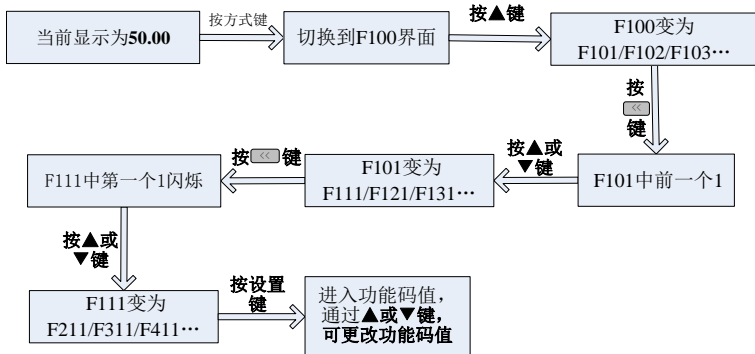 当前显示为50.00
按方式键
切换到F100界面
按▲键
F100变为
F101/F102/F103…
按
<<
键
F101中前一个1
按▲或
▼键
F101变为
F111/F121/F131…
按<<键
F111中第一个1闪烁
按▲或
▼键
F111变为
F211/F311/F411…
按设置
键
进入功能码值，
通过▲或▼键，
可更改功能码值